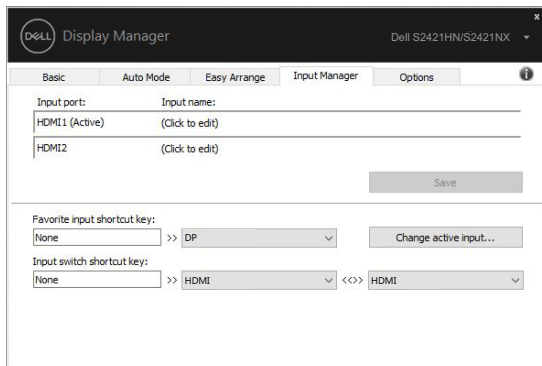 x
DELL Display Manager Dell S2421HN/S2421NX
Basic Auto Mode Easy Arrange Input Manager Options i
Input port: Input name:
HDMI1 (Active) (Click to edit)
HDMI2 (Click to edit)
Save
Favorite input shortcut key:
None >> DP Change active input...
Input switch shortcut key:
None >> HDMI <<>> HDMI